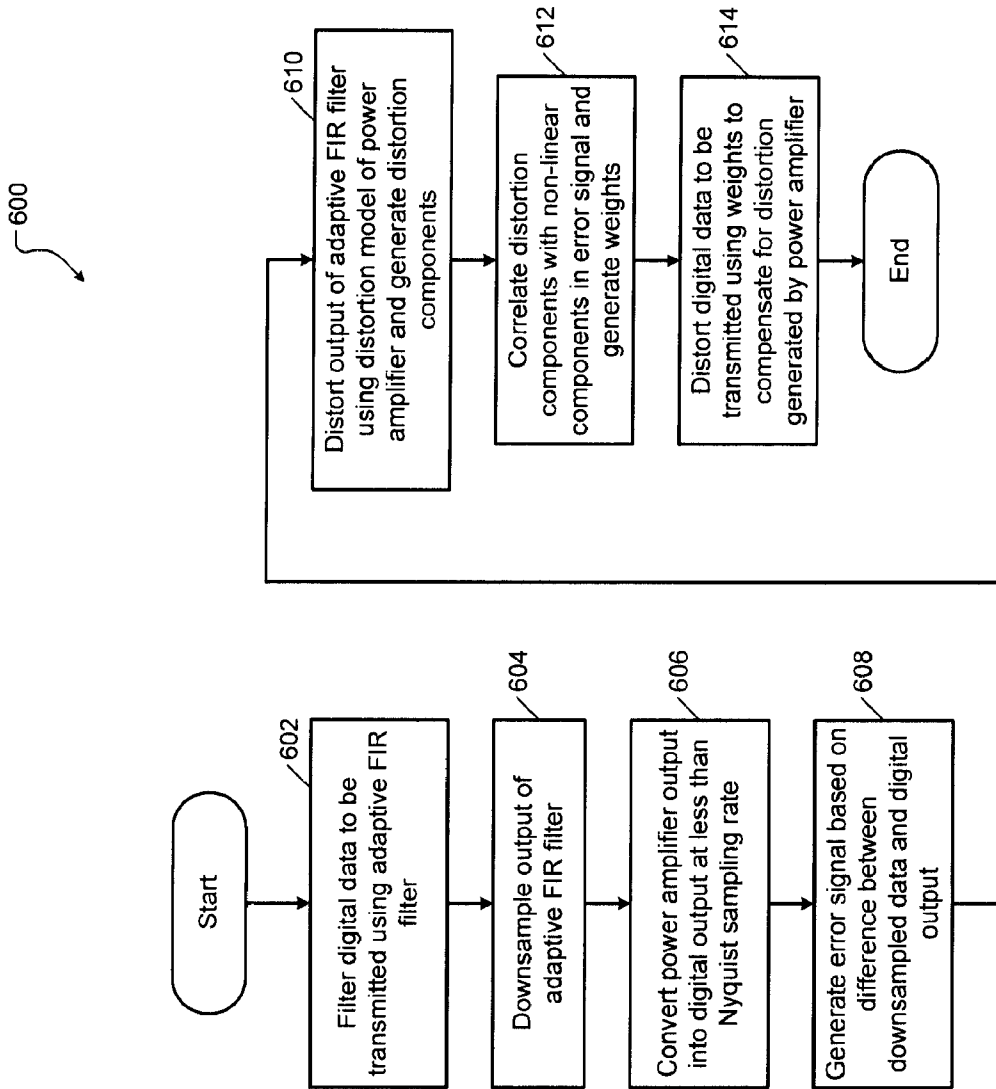 600
Start
602
Filter digital data to be
transmitted using adaptive FIR
filter
604
Downsample output of
adaptive FIR filter
606
Convert power amplifier output
into digital output at less than
Nyquist sampling rate
608
Generate error signal based on
difference between
downsampled data and digital
output
610
Distort output of adaptive FIR filter
using distortion model of power
amplifier and generate distortion
components
612
Correlate distortion
components with non-linear
components in error signal and
generate weights
614
Distort digital data to be
transmitted using weights to
compensate for distortion
generated by power amplifier
End